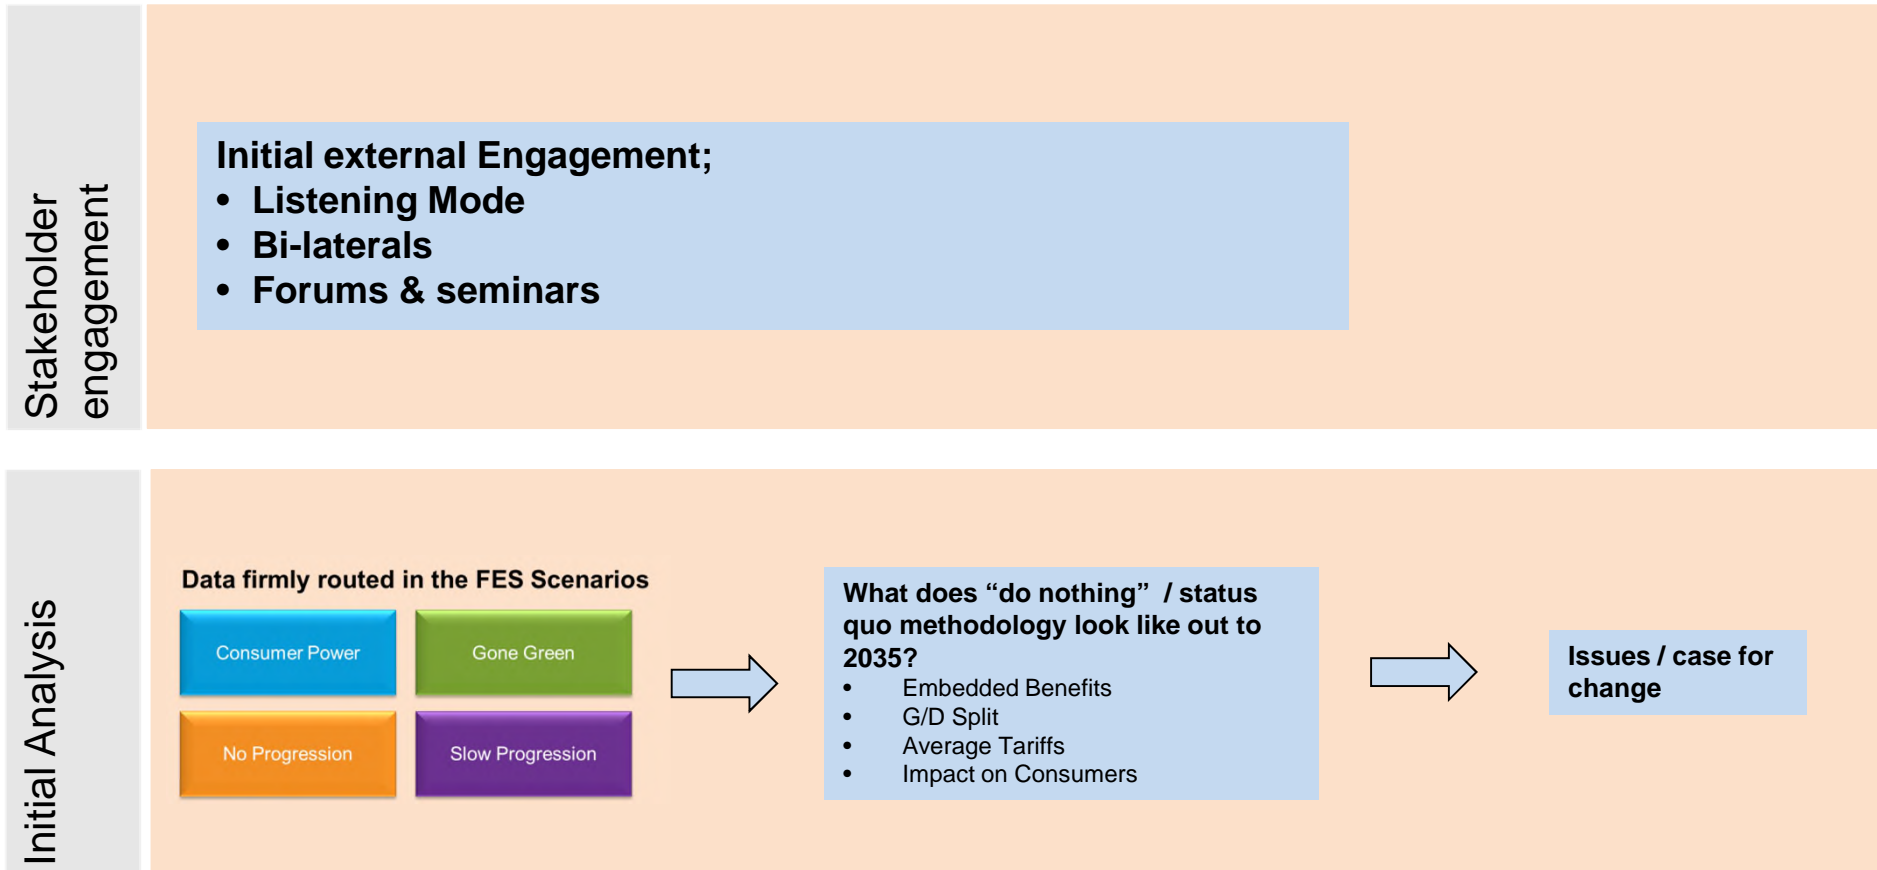 Stakeholder
engagement
Initial external Engagement;
• Listening Mode
• Bi-laterals
• Forums & seminars
Initial Analysis
Data firmly routed in the FES Scenarios
Consumer Power
Gone Green
No Progression
Slow Progression
What does “do nothing” / status
quo methodology look like out to
2035?
• Embedded Benefits
• G/D Split
• Average Tariffs
• Impact on Consumers
Issues / case for
change